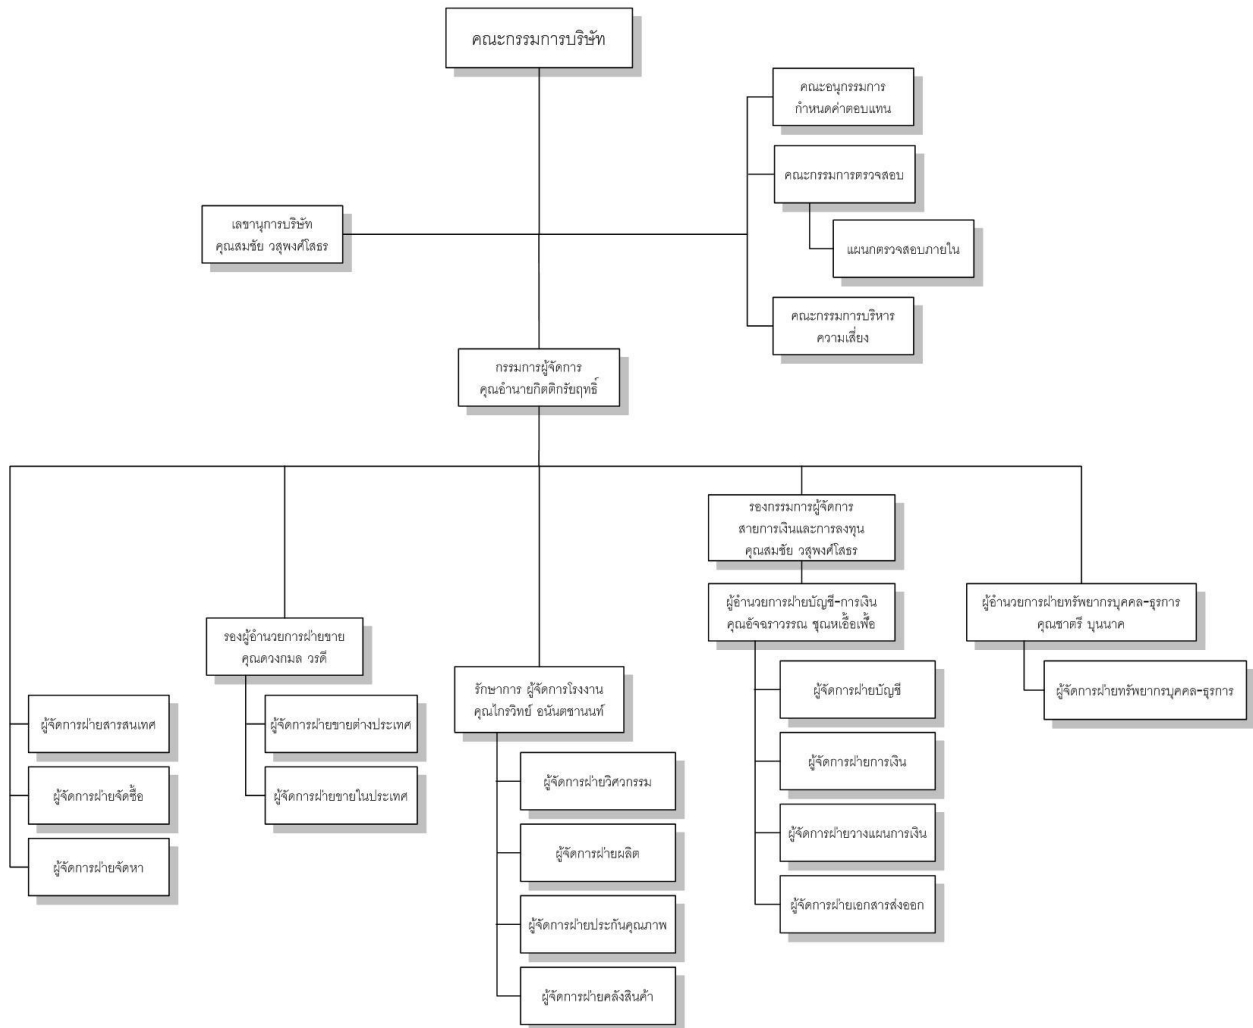 คณะกรรมการบริษัท
คณะอนุกรรมการ
กำหนดค่าตอบแทน
คณะกรรมการตรวจสอบ
แผนกตรวจสอบภายใน
คณะกรรมการบริหาร
ความเสี่ยง
เลขานุการบริษัท
คุณสมชัย วสุพงศ์โสธร
กรรมการผู้จัดการ
คุณอำนายกิตติกรัยฤทธิ์
ผู้จัดการฝ่ายสารสนเทศ
ผู้จัดการฝ่ายจัดซื้อ
ผู้จัดการฝ่ายจัดหา
รองผู้อำนวยการฝ่ายขาย
คุณดวงกมล วรดี
ผู้จัดการฝ่ายขายต่างประเทศ
ผู้จัดการฝ่ายขายในประเทศ
รักษาการ ผู้จัดการโรงงาน
คุณไกรวิทย์ อนันตชานนท์
ผู้จัดการฝ่ายวิศวกรรม
ผู้จัดการฝ่ายผลิต
ผู้จัดการฝ่ายประกันคุณภาพ
ผู้จัดการฝ่ายคลังสินค้า
รองกรรมการผู้จัดการ
สายการเงินและการลงทุน
คุณสมชัย วสุพงศ์โสธร
ผู้อำนวยการฝ่ายบัญชี-การเงิน
คุณอัจฉราวรรณ ชุณหเอื้อเฟื้อ
ผู้จัดการฝ่ายบัญชี
ผู้จัดการฝ่ายการเงิน
ผู้จัดการฝ่ายวางแผนการเงิน
ผู้จัดการฝ่ายเอกสารส่งออก
ผู้อำนวยการฝ่ายทรัพยากรบุคคล-ธุรการ
คุณชาตรี บุนนาค
ผู้จัดการฝ่ายทรัพยากรบุคคล-ธุรการ